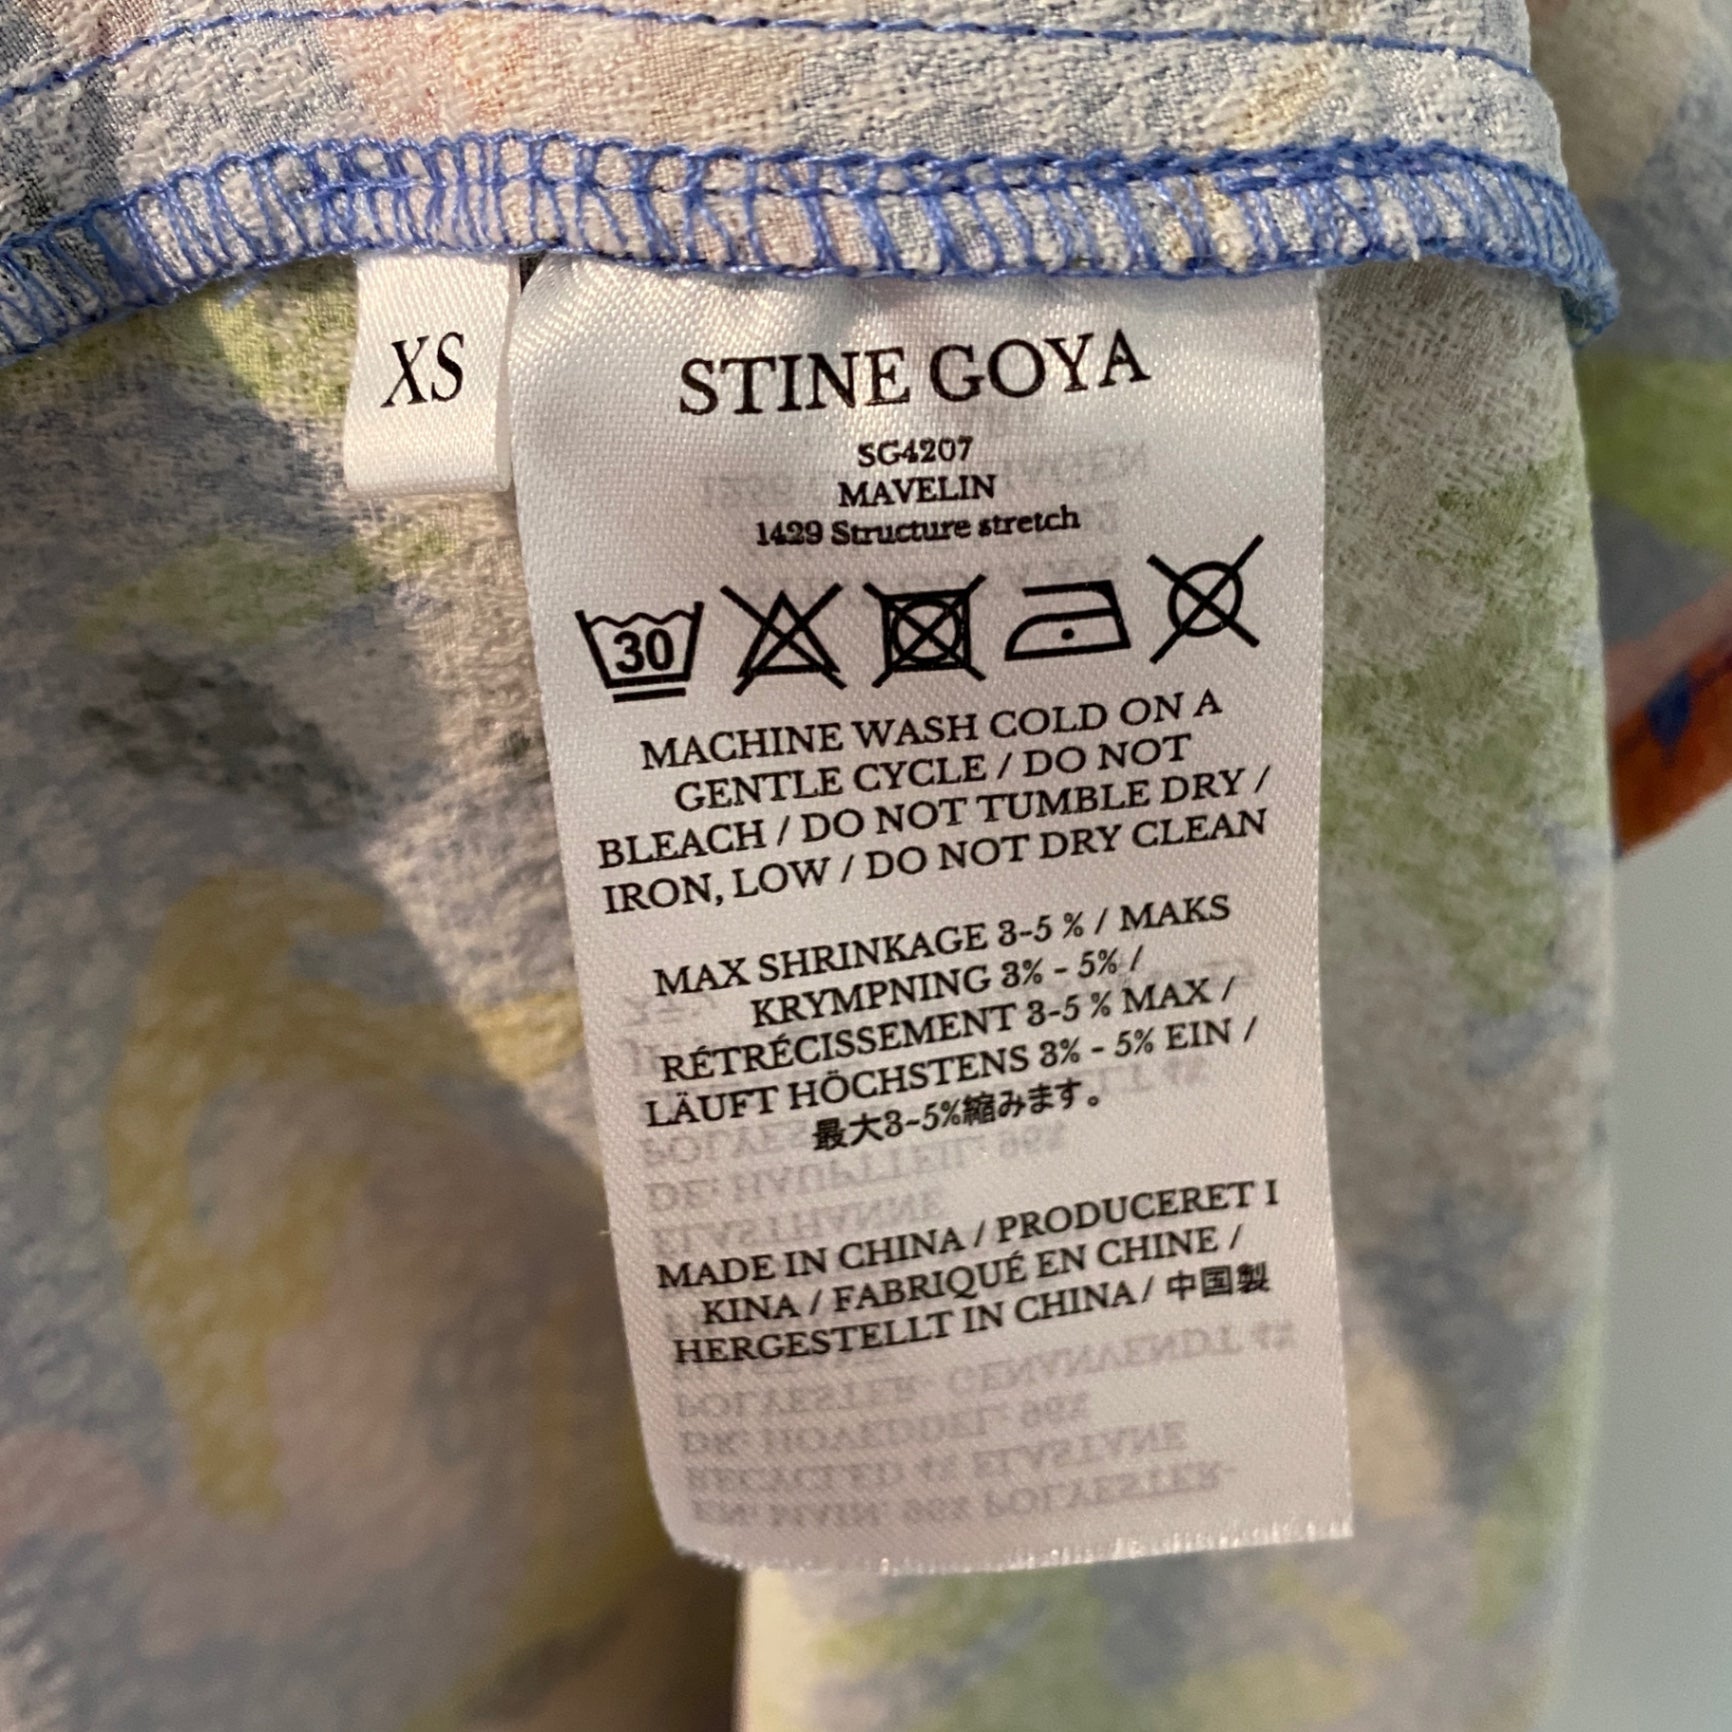 XS
STINE GOYA
SG4207
MAVELIN
1429 Structure stretch
30
MACHINE WASH COLD ON A
GENTLE CYCLE / DO NOT
BLEACH / DO NOT TUMBLE DRY /
IRON, LOW / DO NOT DRY CLEAN
MAX SHRINKAGE 3-5 % / MAKS
KRYMPNING 3% - 5% /
RÉTRÉCISSEMENT 3-5 % MAX /
LÄUFT HÖCHSTENS 3% - 5% EIN /
最大3~5%縮みます。
MADE IN CHINA / PRODUCERET I
KINA / FABRIQUÉ EN CHINE /
HERGESTELLT IN CHINA / 中国製